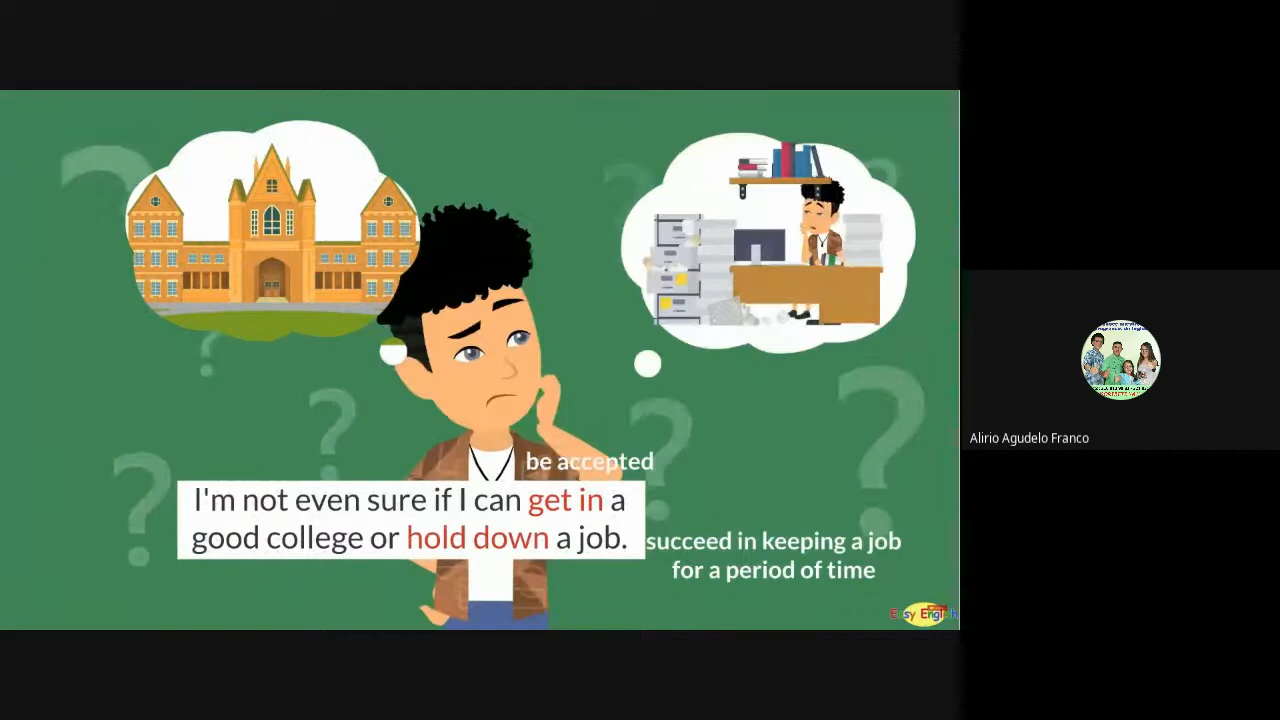 be accepted
I'm not even sure if I can get in a
good college or hold down a job.
succeed in keeping a job
for a period of time
Easy English
Alirio Agudelo Franco